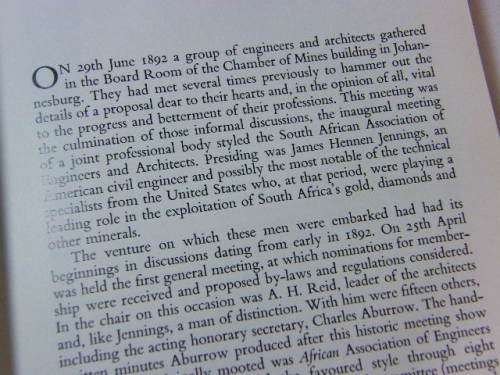 ON 29th June 1892 a group of engineers and architects gathered
in the Board Room of the Chamber of Mines building in Johan-
nesburg. They had met several times previously to hammer out the
details of a proposal dear to their hearts and, in the opinion of all, vital
to the progress and betterment of their professions. This meeting was
the culmination of those informal discussions, the inaugural meeting
of a joint professional body styled the South African Association of
Engineers and Architects. Presiding was James Hennen Jennings, an
American civil engineer and possibly the most notable of the technical
specialists from the United States who, at that period, were playing a
leading role in the exploitation of South Africa's gold, diamonds and
other minerals.
The venture on which these men were embarked had had its
beginnings in discussions dating from early in 1892. On 25th April
was held the first general meeting, at which nominations for member-
ship were received and proposed by-laws and regulations considered.
In the chair on this occasion was A. H. Reid, leader of the architects
and, like Jennings, a man of distinction. With him were fifteen others,
including the acting honorary secretary, Charles Aburrow. The hand-
written minutes Aburrow produced after this historic meeting show
mooted was African Association of Engineers
the favoured style through eight
(meetings